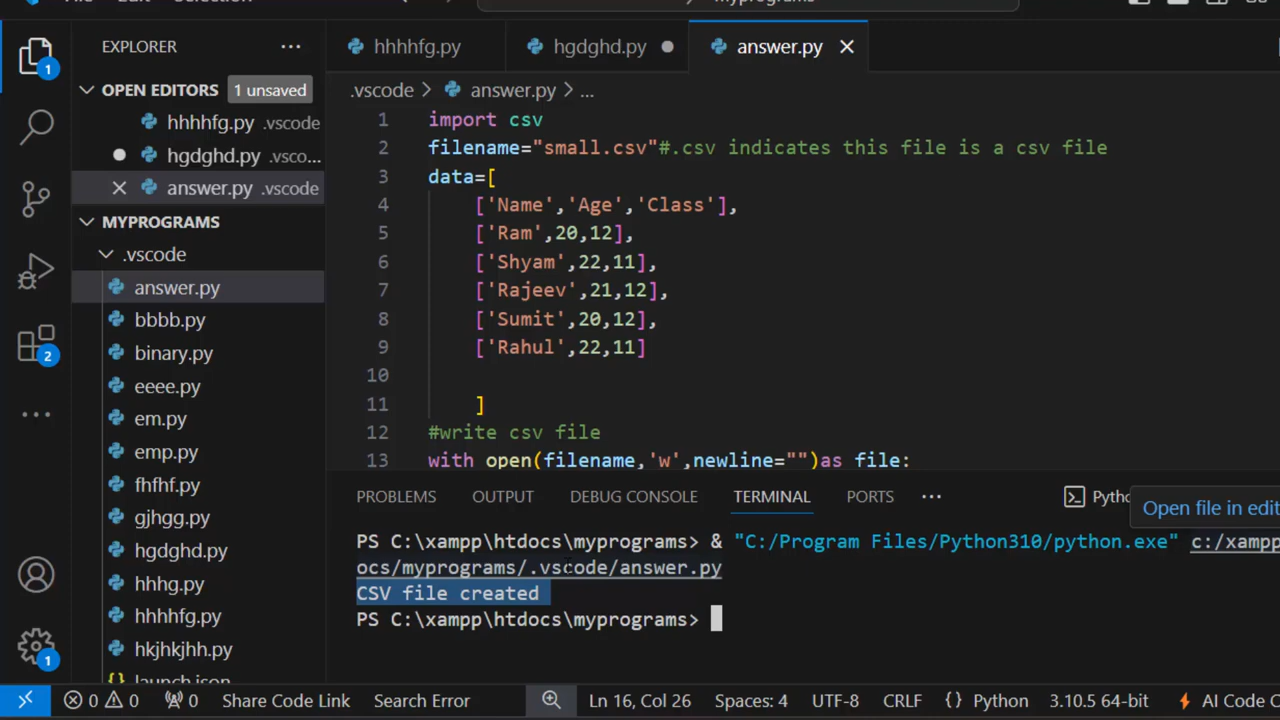 myprograms
EXPLORER ...
hhhhfg.py
hgdghd.py
answer.py
OPEN EDITORS 1 unsaved
hhhhfg.py .vscode
hgdghd.py .vsco...
answer.py .vscode
MYPROGRAMS
.vscode
answer.py
bbbb.py
binary.py
eeee.py
em.py
emp.py
fhfhf.py
gjhgg.py
hgdghd.py
hhhg.py
hhhhfg.py
hkjhkjhh.py
launch.json
1
2
1
.vscode > answer.py > ...
1 import csv
2 filename="small.csv"#.csv indicates this file is a csv file
3 data=[
4 ['Name','Age','Class'],
5 ['Ram',20,12],
6 ['Shyam',22,11],
7 ['Rajeev',21,12],
8 ['Sumit',20,12],
9 ['Rahul',22,11]
10
11 ]
12 #write csv file
13 with open(filename,'w',newline="")as file:
PROBLEMS OUTPUT DEBUG CONSOLE TERMINAL PORTS ...
Open file in edit
PS C:\xampp\htdocs\myprograms> & "C:/Program Files/Python310/python.exe" c:/xampp
ocs/myprograms/.vscode/answer.py
CSV file created
PS C:\xampp\htdocs\myprograms>
0 0 0 Share Code Link Search Error Ln 16, Col 26 Spaces: 4 UTF-8 CRLF {} Python 3.10.5 64-bit AI Code